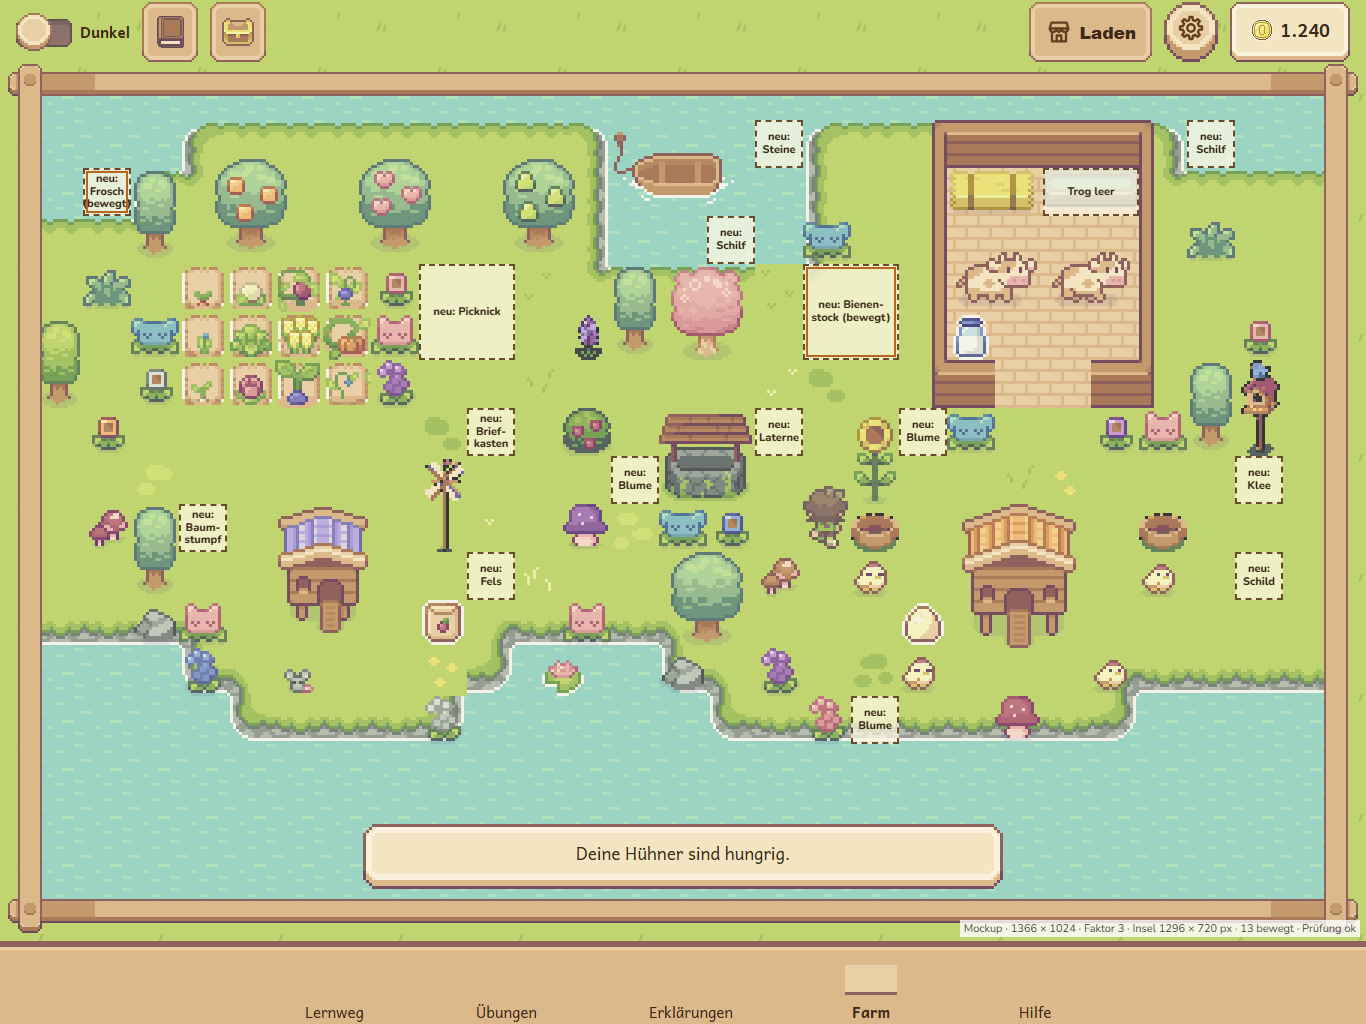 Dunkel
Laden
1.240
neu:
Steine
neu:
Schilf
neu:
Frosch
(bewegt)
Trog leer
neu:
Schilf
neu: Picknick
neu: Bienen-
stock (bewegt)
neu:
Brief-
kasten
neu:
Laterne
neu:
Blume
neu:
Blume
neu:
Klee
neu:
Baum-
stumpf
neu:
Fels
neu:
Schild
neu:
Blume
Deine Hühner sind hungrig.
Mockup · 1366 × 1024 · Faktor 3 · Insel 1296 × 720 px · 13 bewegt · Prüfung ok
Lernweg
Übungen
Erklärungen
Farm
Hilfe